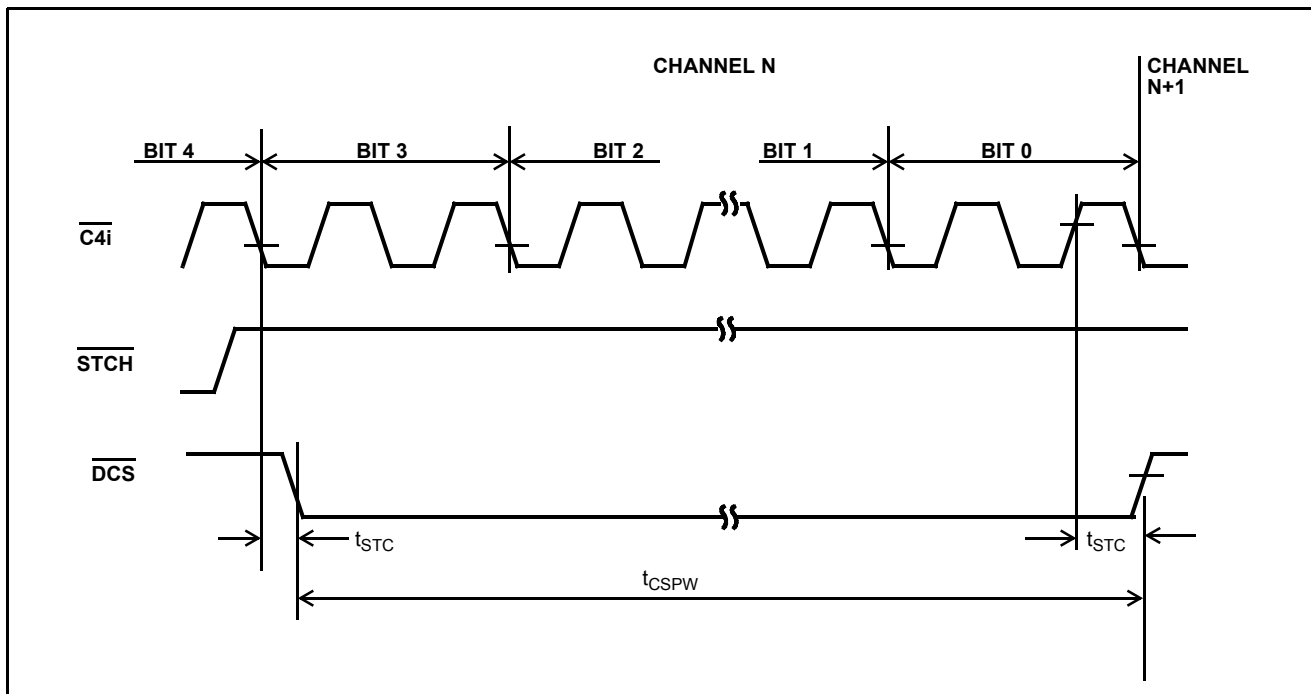 CHANNEL N
CHANNEL
N+1
BIT 4
BIT 3
BIT 2
BIT 1
BIT 0
C4i
STCH
DCS
tSTC
tSTC
tCSPW